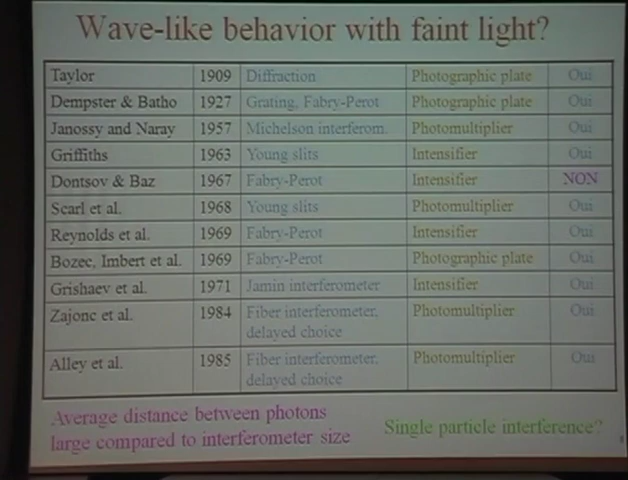 Wave-like behavior with faint light?
Taylor 1909 Diffraction Photographic plate Oui
Dempster & Batho 1927 Grating, Fabry-Perot Photographic plate Oui
Janossy and Naray 1957 Michelson interferom. Photomultiplier Oui
Griffiths 1963 Young slits Intensifier Oui
Dontsov & Baz 1967 Fabry-Perot Intensifier NON
Scarl et al. 1968 Young slits Photomultiplier Oui
Reynolds et al. 1969 Fabry-Perot Intensifier Oui
Bozec, Imbert et al. 1969 Fabry-Perot Photographic plate Oui
Grishaev et al. 1971 Jamin interferometer Intensifier Oui
Zajonc et al. 1984 Fiber interferometer, Photomultiplier Oui
delayed choice
Alley et al. 1985 Fiber interferometer, Photomultiplier Oui
delayed choice
Average distance between photons
large compared to interferometer size
Single particle interference?